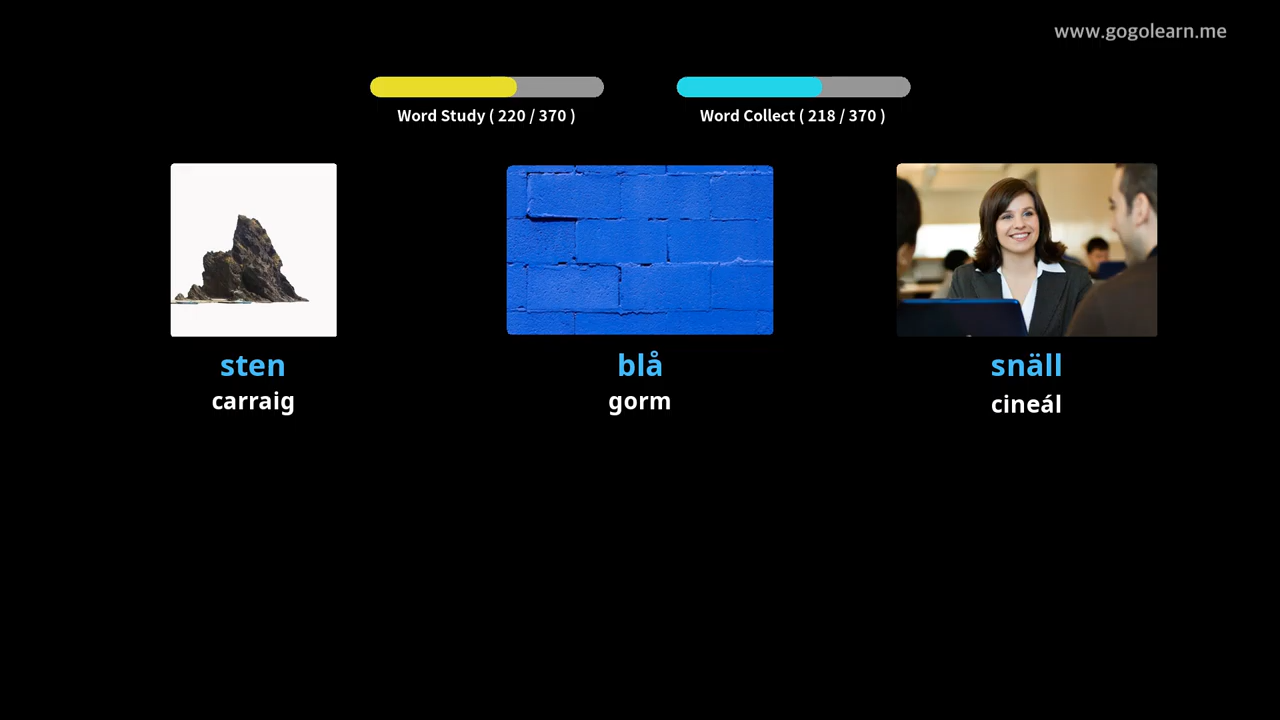 www.gogolearn.me
Word Study ( 220 / 370 )
Word Collect ( 218 / 370 )
sten
carraig
blå
gorm
snäll
cineál